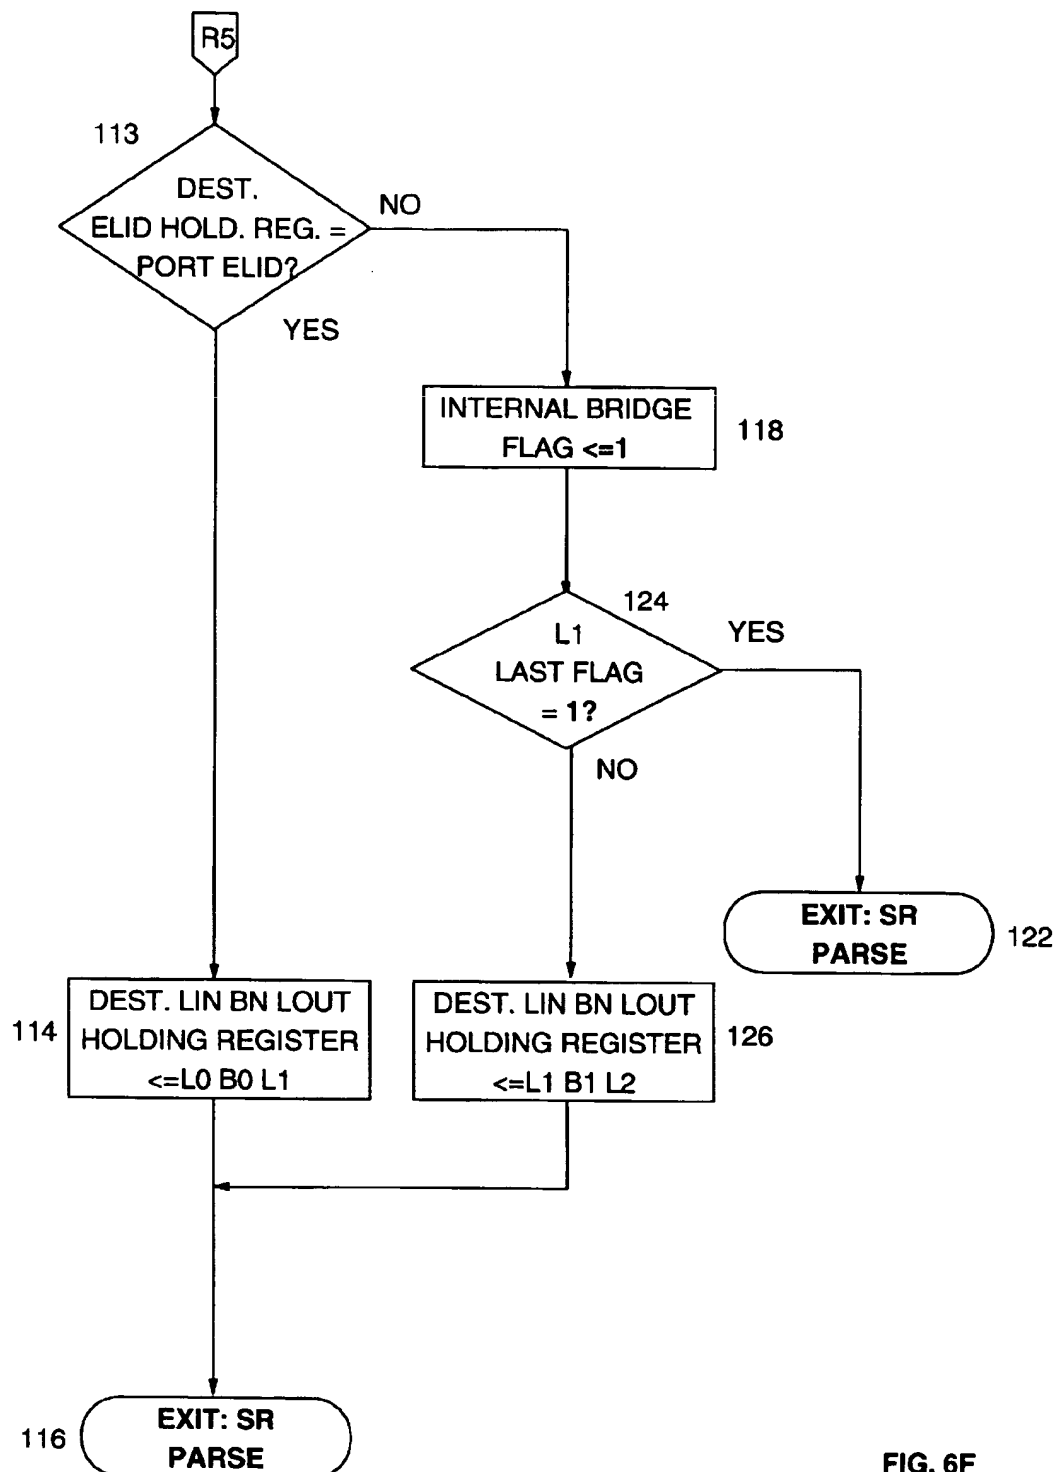 R5
113
DEST.
ELID HOLD. REG. =
PORT ELID?
NO
YES
INTERNAL BRIDGE
FLAG <=1
118
124
L1
LAST FLAG
= 1?
YES
NO
EXIT: SR
PARSE
122
114
DEST. LIN BN LOUT
HOLDING REGISTER
<=L0 B0 L1
DEST. LIN BN LOUT
HOLDING REGISTER
<=L1 B1 L2
126
116
EXIT: SR
PARSE
FIG. 6F